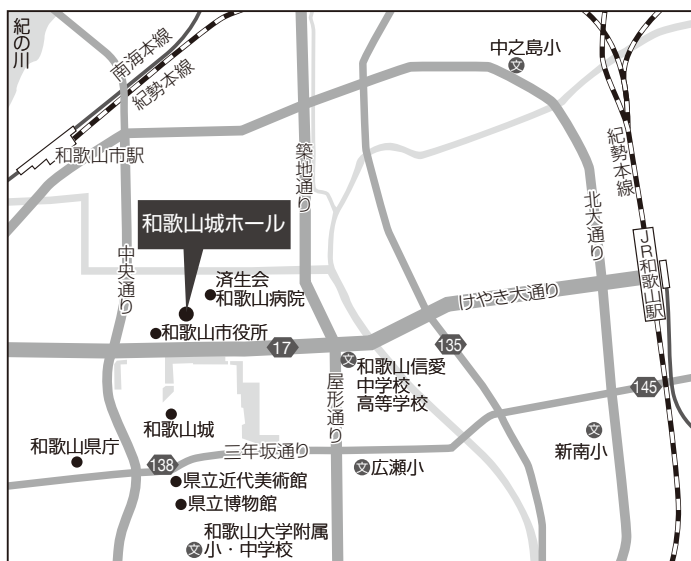 紀の川
南海本線
紀勢本線
中之島小
文
和歌山市駅
築地通り
紀勢本線
北大通り
和歌山城ホール
中央通り
済生会
和歌山病院
JR和歌山駅
けやき大通り
和歌山市役所
17
135
文
和歌山信愛
中学校・
高等学校
145
屋形通り
和歌山城
三年坂通り
新南小
文
和歌山県庁
138
文
広瀬小
県立近代美術館
県立博物館
和歌山大学附属
文
小・中学校